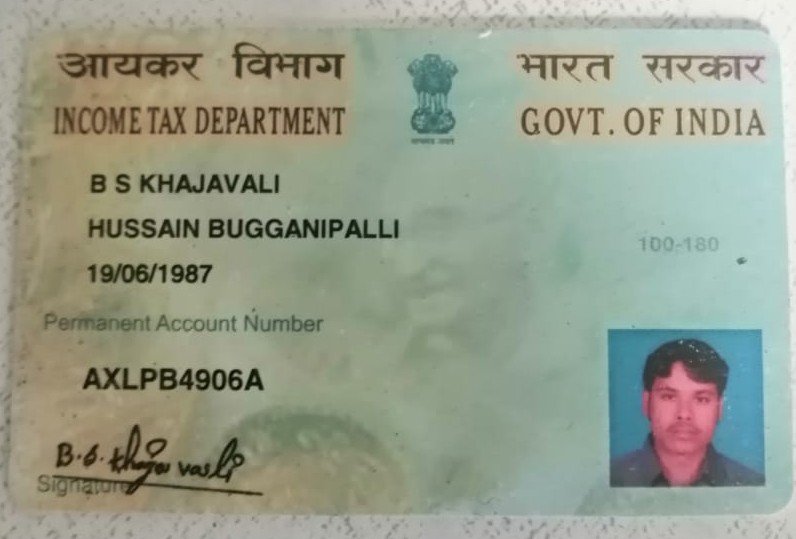 आयकर विभाग
भारत सरकार
INCOME TAX DEPARTMENT
GOVT. OF INDIA
B S KHAJAVALI
HUSSAIN BUGGANIPALLI
100-180
19/06/1987
Permanent Account Number
AXLPB4906A
B.S. Khajavali
Signature